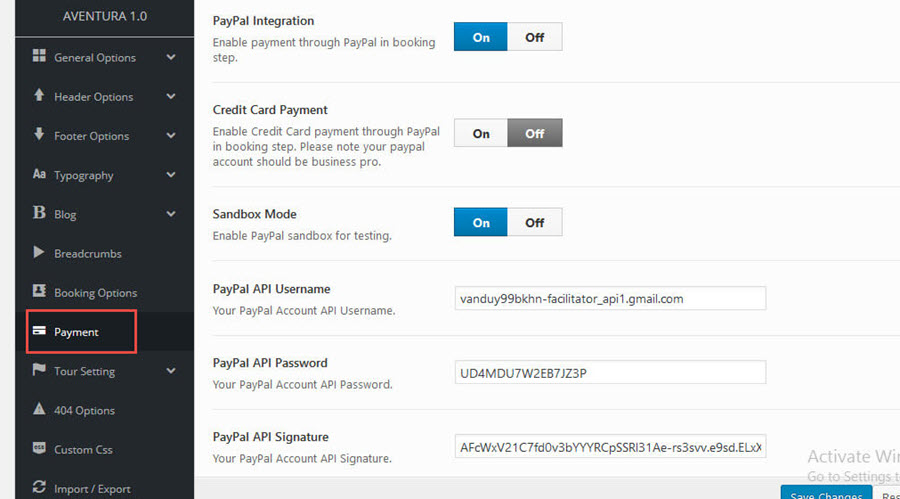 AVENTURA 1.0
General Options
Header Options
Footer Options
Typography
Blog
Breadcrumbs
Booking Options
Payment
Tour Setting
404 Options
Custom Css
Import / Export
PayPal Integration
Enable payment through PayPal in booking
step.
On Off
Credit Card Payment
Enable Credit Card payment through PayPal
in booking step. Please note your paypal
account should be business pro.
On Off
Sandbox Mode
Enable PayPal sandbox for testing.
On Off
PayPal API Username
Your PayPal Account API Username.
vanduy99bkhn-facilitator_api1.gmail.com
PayPal API Password
Your PayPal Account API Password.
UD4MDU7W2EB7JZ3P
PayPal API Signature
Your PayPal Account API Signature.
AFcWxV21C7fd0v3bYYYRCpSSRl31Ae-rs3svv.e9sd.ELxX
Activate Win
Go to Settings t
Save Changes Res